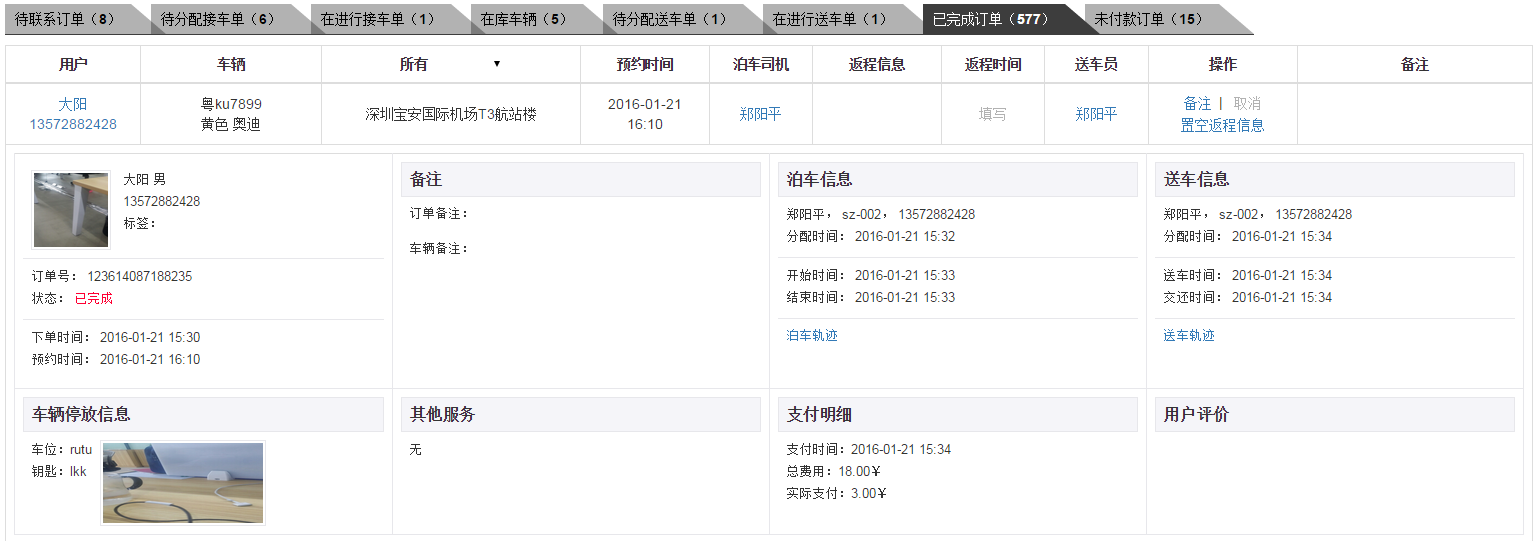 待联系订单（8） 待分配接车单（6） 在进行接车单（1） 在库车辆（5） 待分配送车单（1） 在进行送车单（1） 已完成订单（577） 未付款订单（15）
用户 车辆 所有 ▼ 预约时间 泊车司机 返程信息 返程时间 送车员 操作 备注
大阳 粤ku7899 深圳宝安国际机场T3航站楼 2016-01-21 郑阳平 填写 郑阳平 备注 | 取消
13572882428 黄色 奥迪 16:10 置空返程信息
大阳 男
13572882428
标签：
订单号： 123614087188235
状态： 已完成
下单时间： 2016-01-21 15:30
预约时间： 2016-01-21 16:10
备注
订单备注：
车辆备注：
泊车信息
郑阳平， sz-002， 13572882428
分配时间： 2016-01-21 15:32
开始时间： 2016-01-21 15:33
结束时间： 2016-01-21 15:33
泊车轨迹
送车信息
郑阳平， sz-002， 13572882428
分配时间： 2016-01-21 15:34
送车时间： 2016-01-21 15:34
交还时间： 2016-01-21 15:34
送车轨迹
车辆停放信息
车位：rutu
钥匙：lkk
其他服务
无
支付明细
支付时间：2016-01-21 15:34
总费用：18.00￥
实际支付：3.00￥
用户评价